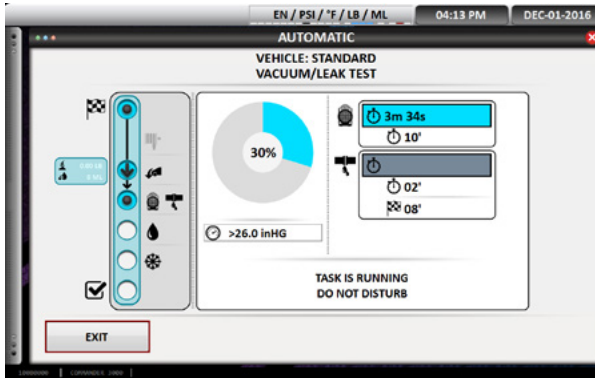 EN / PSI / °F / LB / ML
04:13 PM
DEC-01-2016
AUTOMATIC
VEHICLE: STANDARD
VACUUM/LEAK TEST
30%
>26.0 inHG
3m 34s
10'
02'
08'
TASK IS RUNNING
DO NOT DISTURB
EXIT
COMMANDER 3000